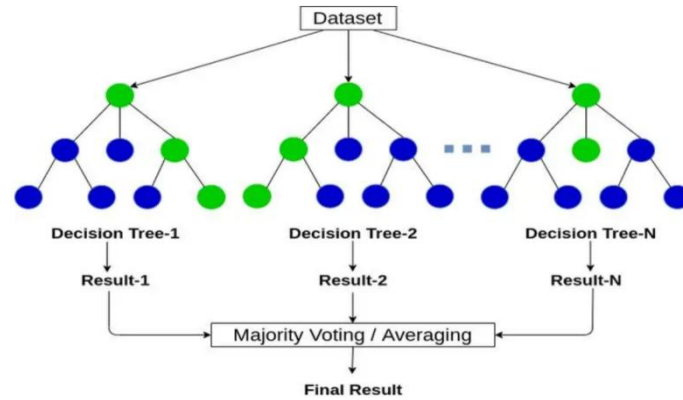 Dataset
Decision Tree-1
Decision Tree-2
Decision Tree-N
Result-1
Result-2
Result-N
Majority Voting / Averaging
Final Result